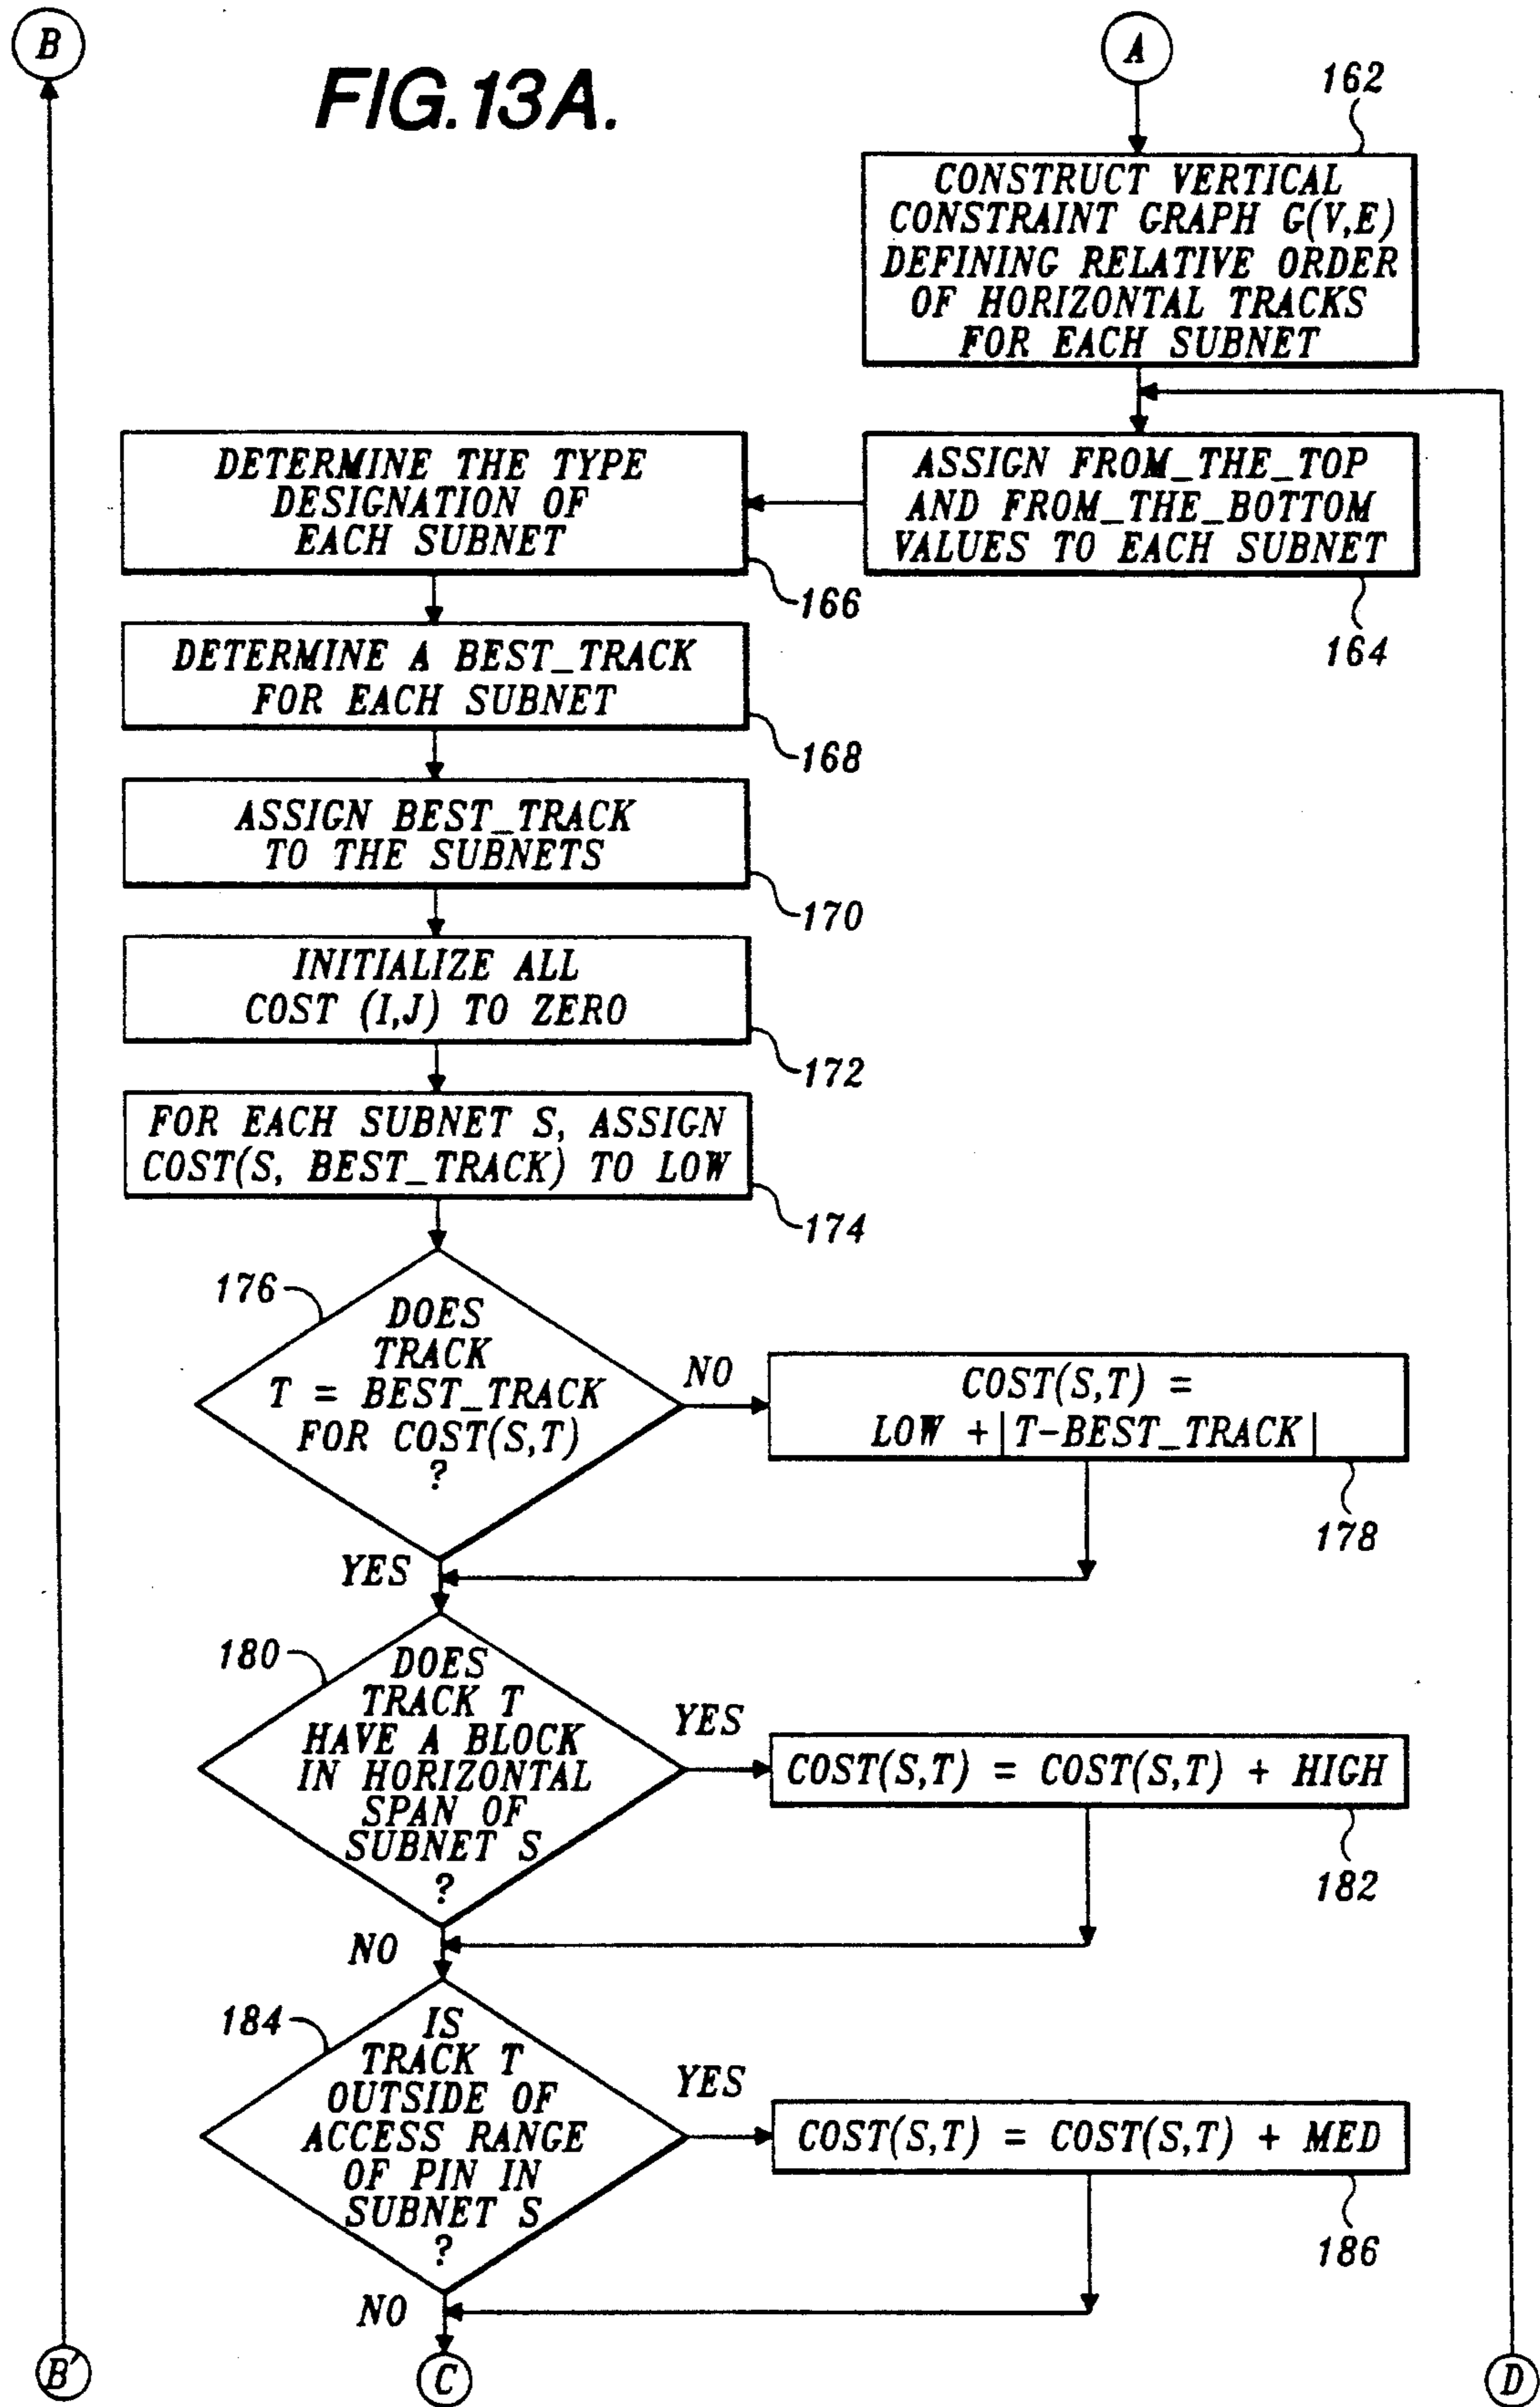 B
FIG.13A.
A
162
CONSTRUCT VERTICAL
CONSTRAINT GRAPH G(V,E)
DEFINING RELATIVE ORDER
OF HORIZONTAL TRACKS
FOR EACH SUBNET
ASSIGN FROM_THE_TOP
AND FROM_THE_BOTTOM
VALUES TO EACH SUBNET
164
DETERMINE THE TYPE
DESIGNATION OF
EACH SUBNET
166
DETERMINE A BEST_TRACK
FOR EACH SUBNET
168
ASSIGN BEST_TRACK
TO THE SUBNETS
170
INITIALIZE ALL
COST (I,J) TO ZERO
172
FOR EACH SUBNET S, ASSIGN
COST(S, BEST_TRACK) TO LOW
174
176
DOES
TRACK
T = BEST_TRACK
FOR COST(S,T)
?
NO
COST(S,T) =
LOW +|T-BEST_TRACK|
178
YES
180
DOES
TRACK T
HAVE A BLOCK
IN HORIZONTAL
SPAN OF
SUBNET S
?
YES
COST(S,T) = COST(S,T) + HIGH
182
NO
184
IS
TRACK T
OUTSIDE OF
ACCESS RANGE
OF PIN IN
SUBNET S
?
YES
COST(S,T) = COST(S,T) + MED
186
NO
B'
C
D